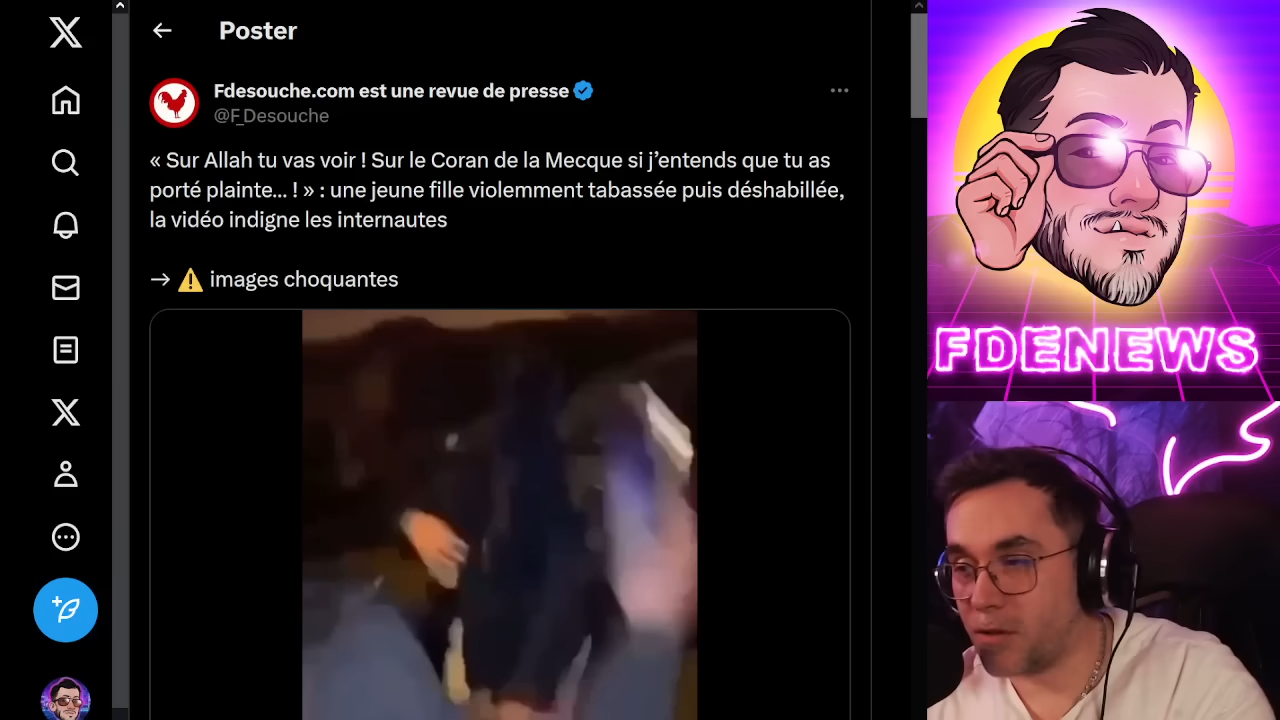 Poster
Fdesouche.com est une revue de presse
@F_Desouche
« Sur Allah tu vas voir ! Sur le Coran de la Mecque si j’entends que tu as
porté plainte... ! » : une jeune fille violemment tabassée puis déshabillée,
la vidéo indigne les internautes
→ ⚠️ images choquantes
FDENEWS